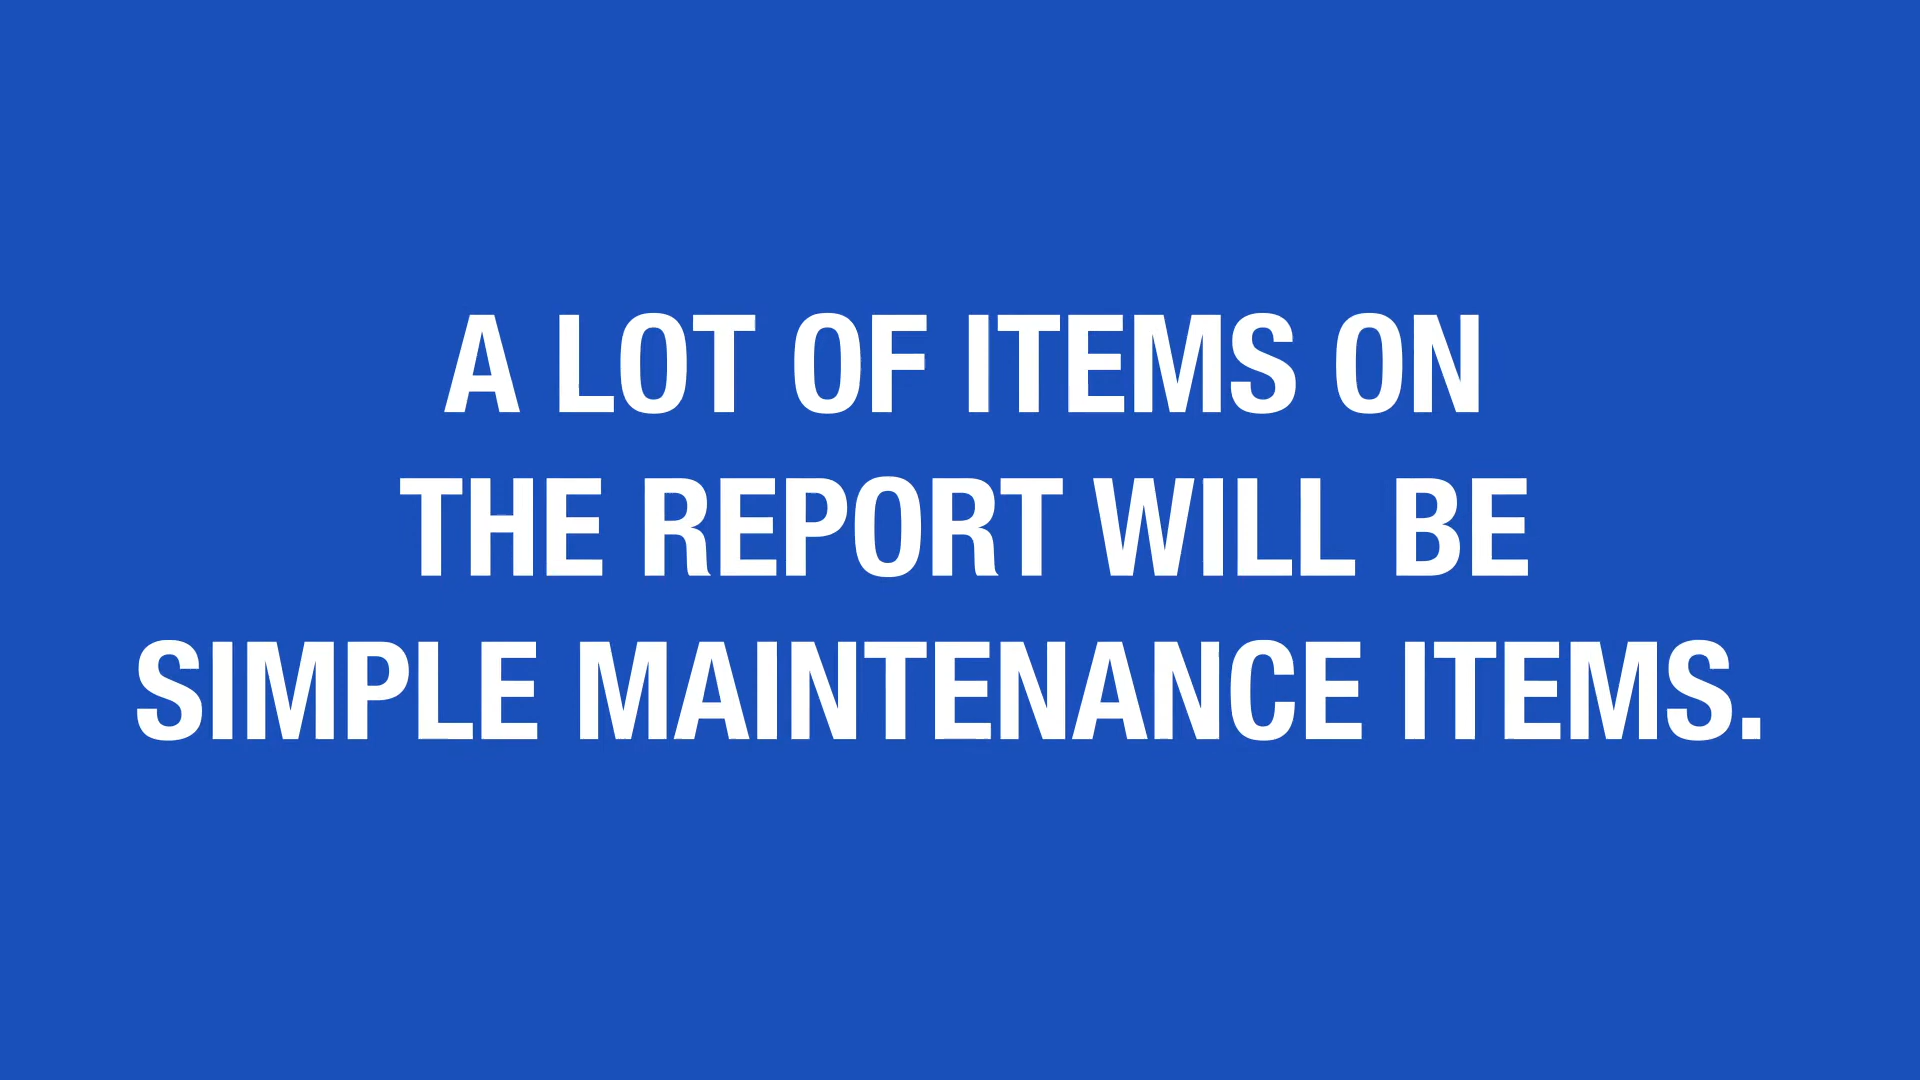 A LOT OF ITEMS ON
THE REPORT WILL BE
SIMPLE MAINTENANCE ITEMS.